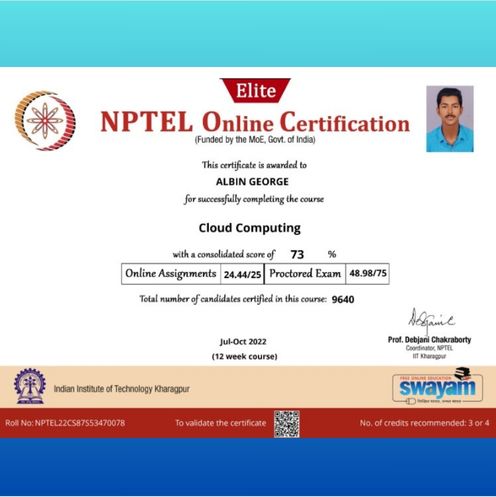 Elite
NPTEL Online Certification
(Funded by the MoE, Govt. of India)
This certificate is awarded to
ALBIN GEORGE
for successfully completing the course
Cloud Computing
with a consolidated score of 73 %
Online Assignments 24.44/25 Proctored Exam 48.98/75
Total number of candidates certified in this course: 9640
Jul-Oct 2022
(12 week course)
Prof. Debjani Chakraborty
Coordinator, NPTEL
IIT Kharagpur
Indian Institute of Technology Kharagpur
FREE ONLINE EDUCATION
swayam
शिक्षित भारत, उन्नत भारत
Roll No: NPTEL22CS87S53470078
To validate the certificate
No. of credits recommended: 3 or 4